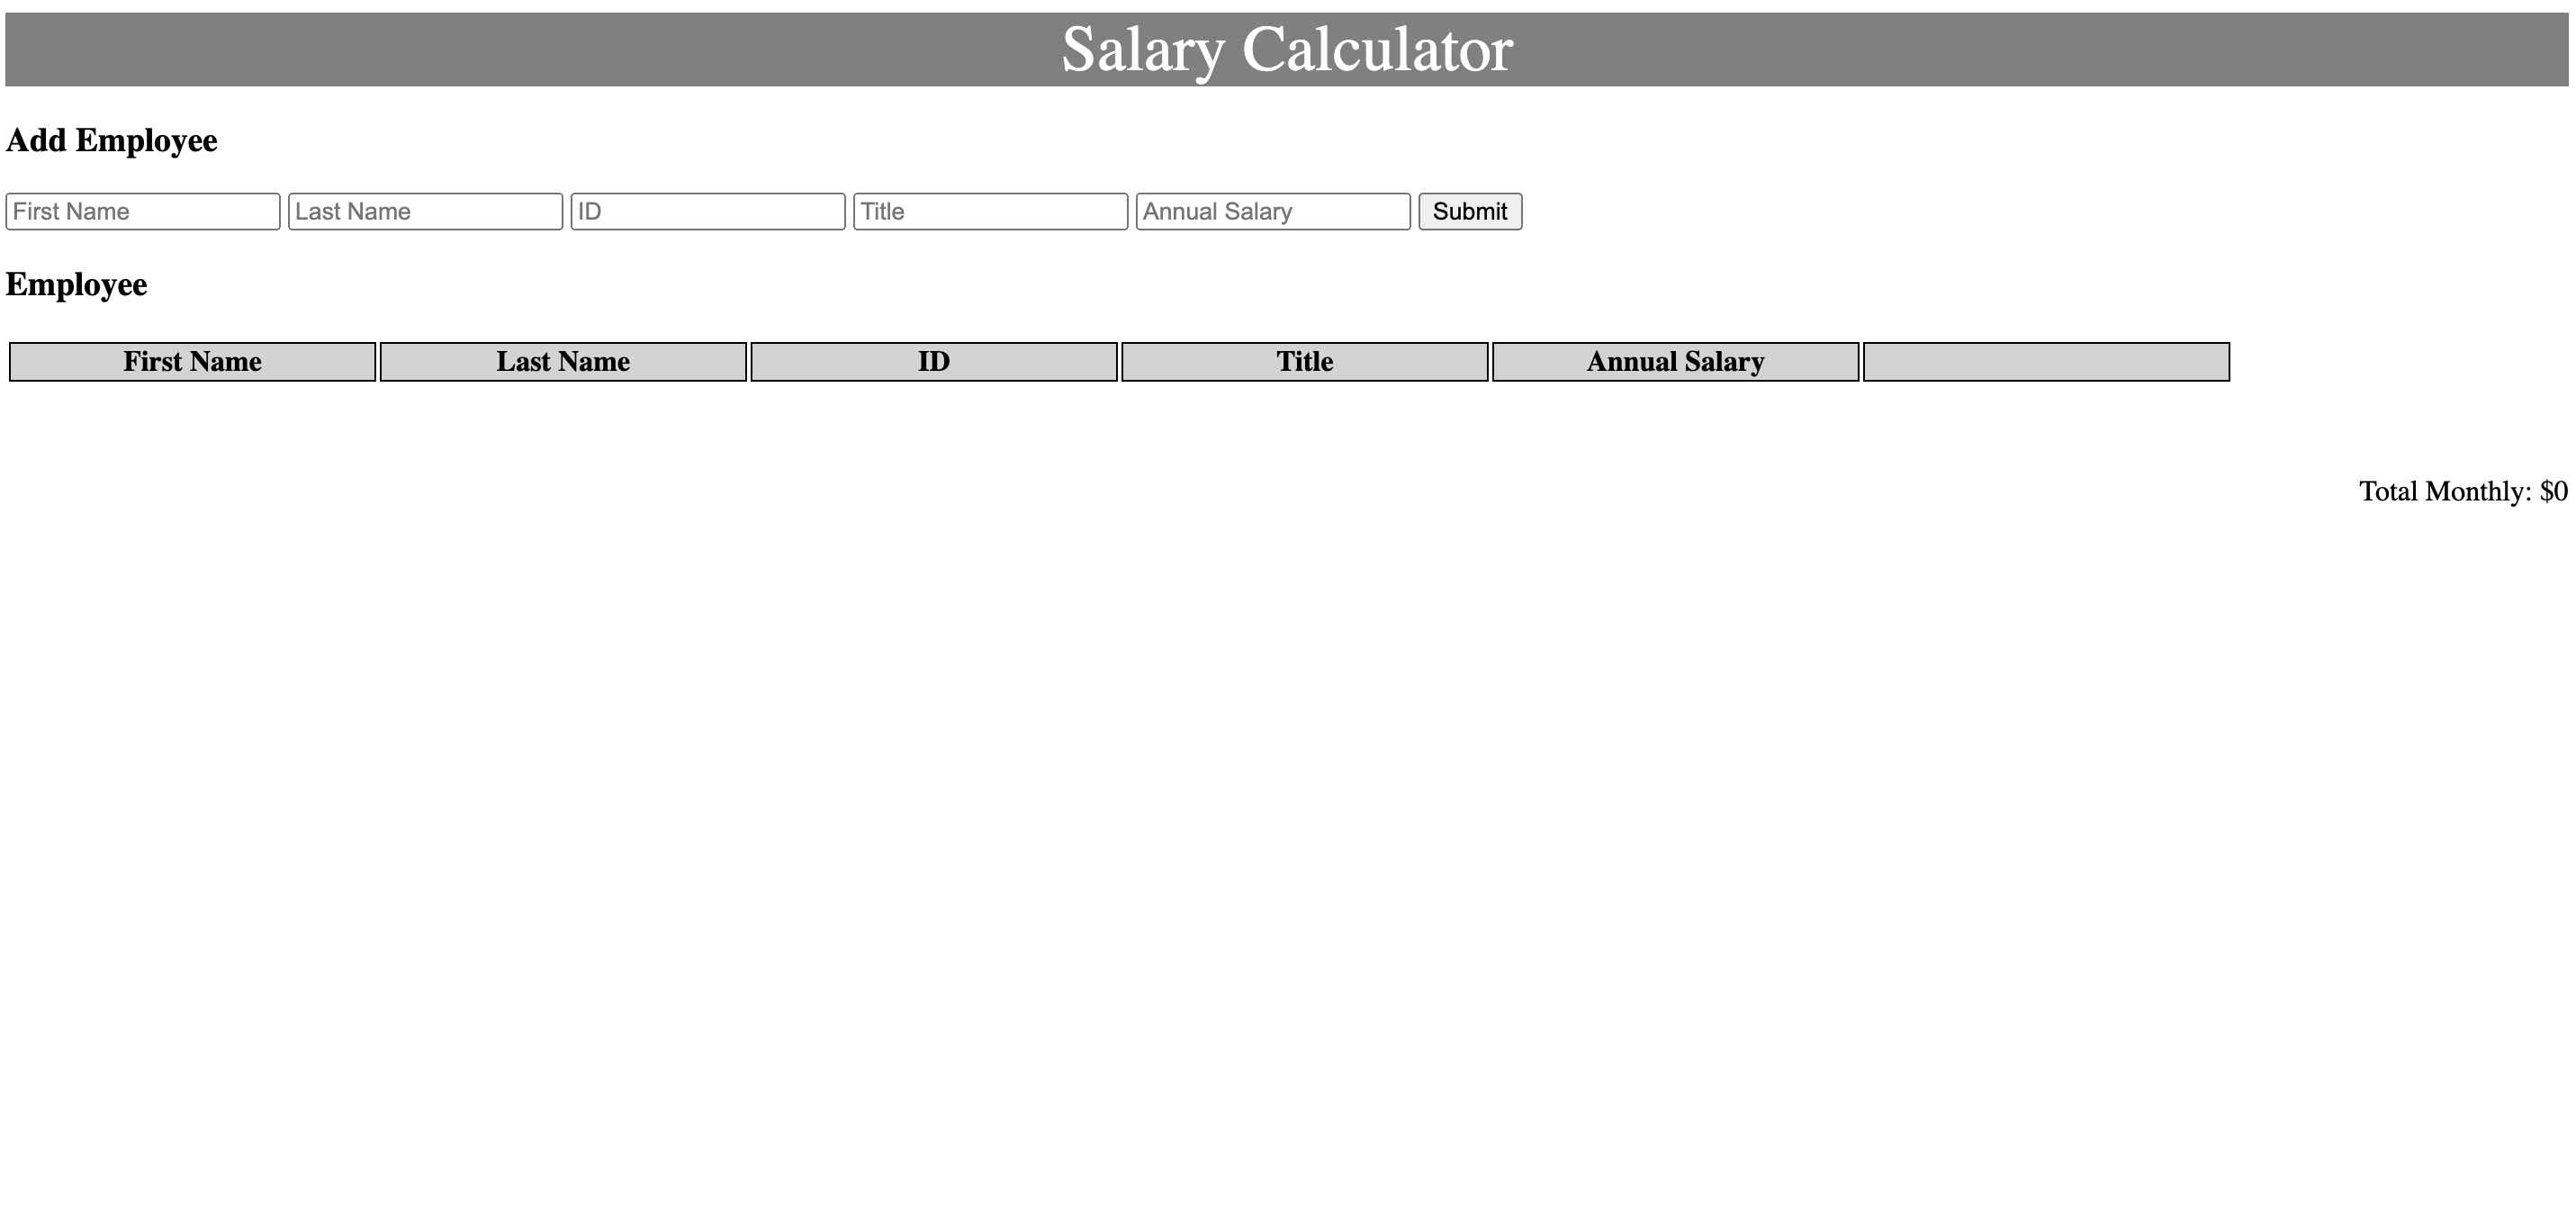 Salary Calculator
Add Employee
First Name Last Name ID Title Annual Salary Submit
Employee
First Name Last Name ID Title Annual Salary
Total Monthly: $0